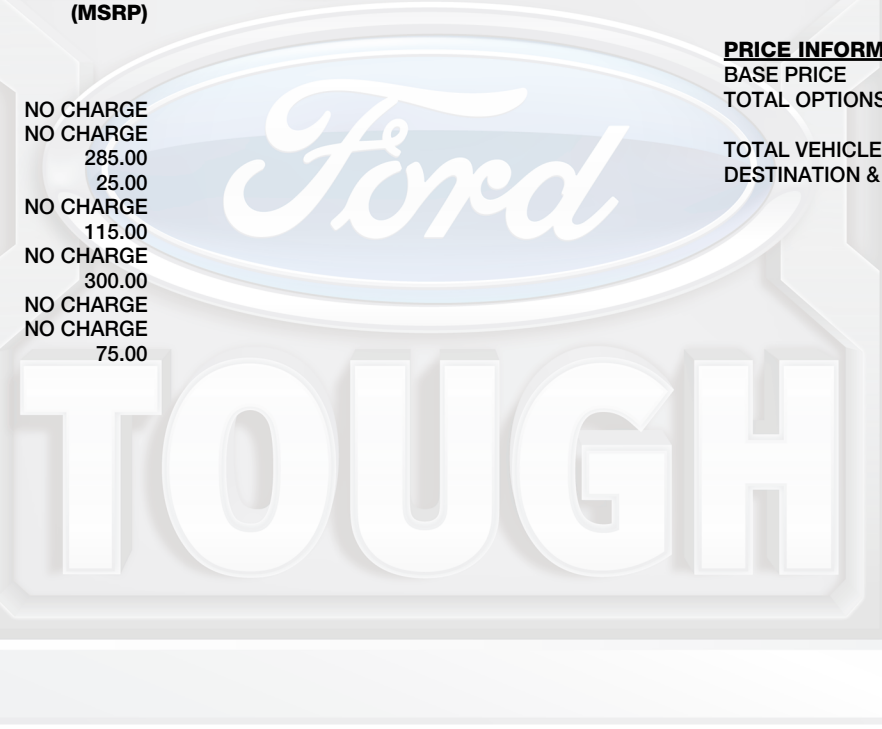 (MSRP)
NO CHARGE
NO CHARGE
285.00
25.00
NO CHARGE
115.00
NO CHARGE
300.00
NO CHARGE
NO CHARGE
75.00
PRICE INFORM
BASE PRICE
TOTAL OPTIONS
TOTAL VEHICLE
DESTINATION &
Ford
TOUGH